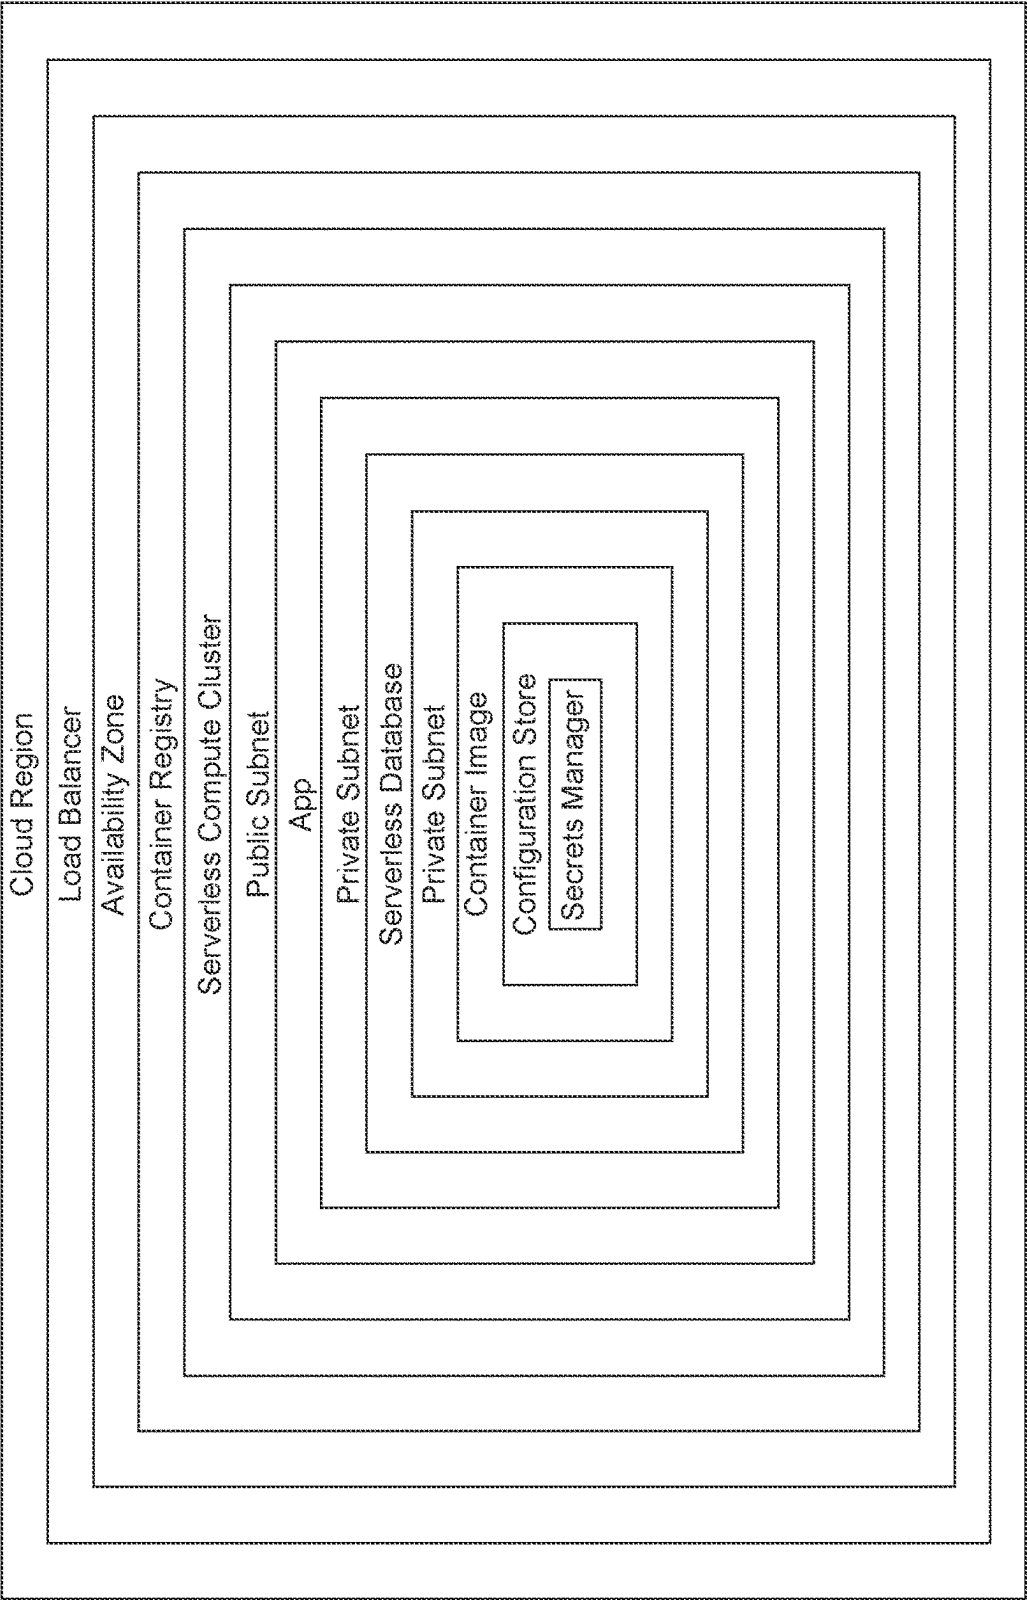 Cloud Region
Load Balancer
Availability Zone
Container Registry
Serverless Compute Cluster
Public Subnet
App
Private Subnet
Serverless Database
Private Subnet
Container Image
Configuration Store
Secrets Manager